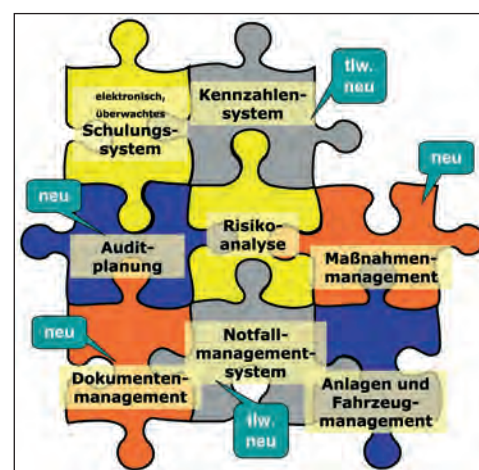 elektronisch,
überwachtes
Schulungs-
system
Kennzahlen-
system
tlw.
neu
neu
neu
Audit-
planung
Risiko-
analyse
Maßnahmen-
management
neu
Dokumenten-
management
Notfall-
management-
system
tlw.
neu
Anlagen und
Fahrzeug-
management